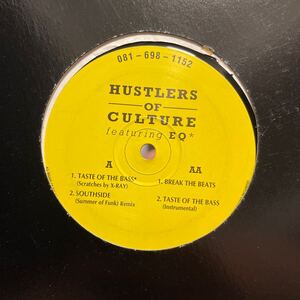 081-698-1152
HUSTLERS
OF
CULTURE
featuring EQ*
A
AA
1. TASTE OF THE BASS*
(Scratches by X-RAY)
2. SOUTHSIDE
(Summer of Funk) Remix
1. BREAK THE BEATS
2. TASTE OF THE BASS
(Instrumental)